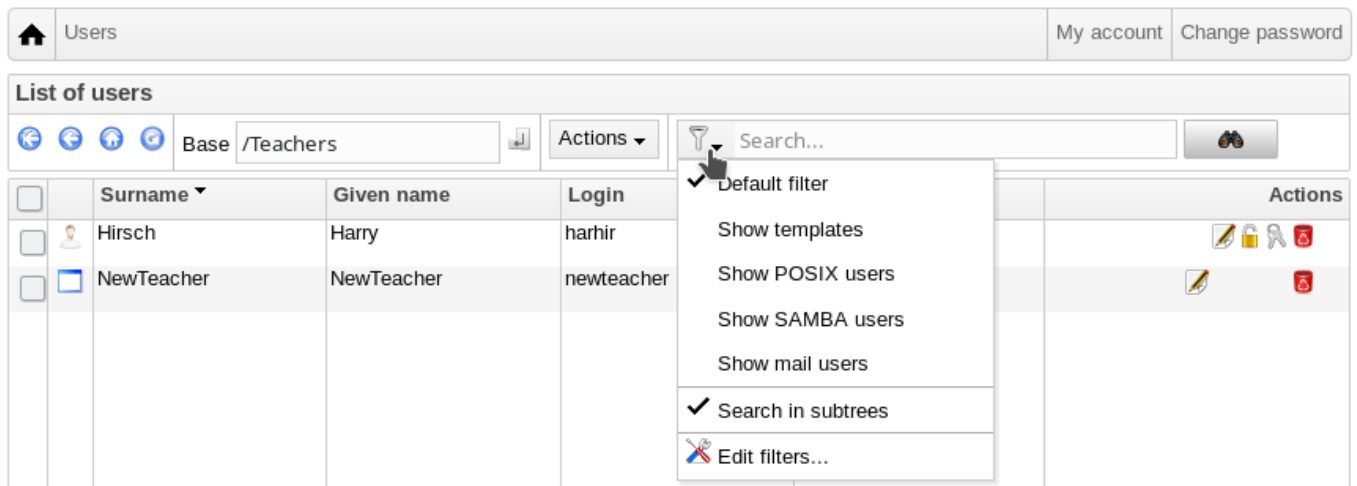 Users My account Change password
List of users
Base /Teachers Actions Search...
Surname Given name Login Actions
Hirsch Harry harhir
NewTeacher NewTeacher newteacher
Default filter
Show templates
Show POSIX users
Show SAMBA users
Show mail users
Search in subtrees
Edit filters...